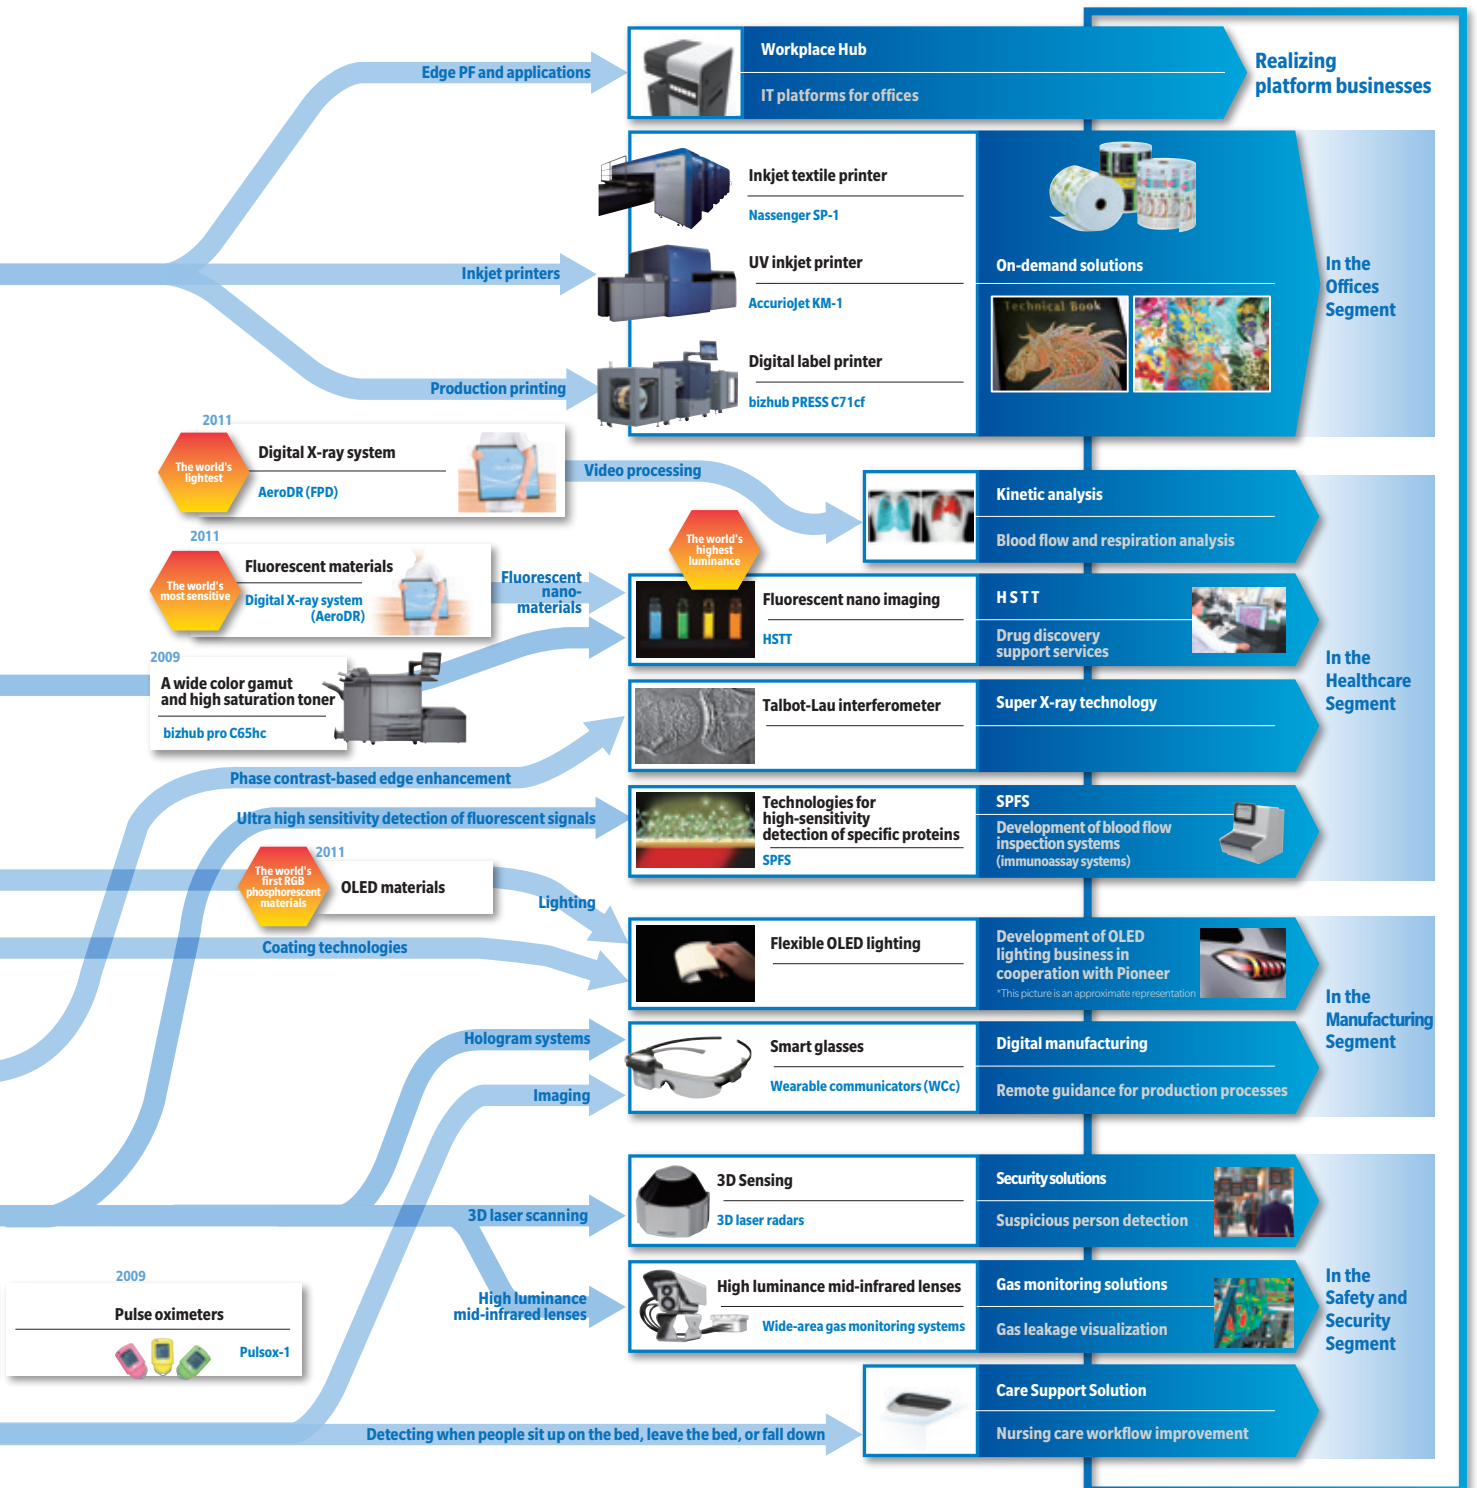 Edge PF and applications
Workplace Hub
IT platforms for offices
Realizing
platform businesses
Inkjet printers
Production printing
Inkjet textile printer
Nassenger SP-1
UV inkjet printer
AccurioJet KM-1
Digital label printer
bizhub PRESS C71cf
On-demand solutions
Technical Book
In the
Offices
Segment
2011
The world's
lightest
Digital X-ray system
AeroDR (FPD)
Video processing
Kinetic analysis
Blood flow and respiration analysis
2011
The world's
most sensitive
Fluorescent materials
Digital X-ray system
(AeroDR)
Fluorescent
nano-
materials
The world's
highest
luminance
Fluorescent nano imaging
HSTT
HSTT
Drug discovery
support services
2009
A wide color gamut
and high saturation toner
bizhub pro C65hc
Talbot-Lau interferometer
Super X-ray technology
In the
Healthcare
Segment
Phase contrast-based edge enhancement
Ultra high sensitivity detection of fluorescent signals
Technologies for
high-sensitivity
detection of specific proteins
SPFS
SPFS
Development of blood flow
inspection systems
(immunoassay systems)
2011
The world's
first RGB
phosphorescent
materials
OLED materials
Lighting
Coating technologies
Flexible OLED lighting
Development of OLED
lighting business in
cooperation with Pioneer
*This picture is an approximate representation
In the
Manufacturing
Segment
Hologram systems
Imaging
Smart glasses
Wearable communicators (WCc)
Digital manufacturing
Remote guidance for production processes
3D laser scanning
3D Sensing
3D laser radars
Security solutions
Suspicious person detection
High luminance
mid-infrared lenses
High luminance mid-infrared lenses
Wide-area gas monitoring systems
Gas monitoring solutions
Gas leakage visualization
In the
Safety and
Security
Segment
2009
Pulse oximeters
Pulsox-1
Detecting when people sit up on the bed, leave the bed, or fall down
Care Support Solution
Nursing care workflow improvement